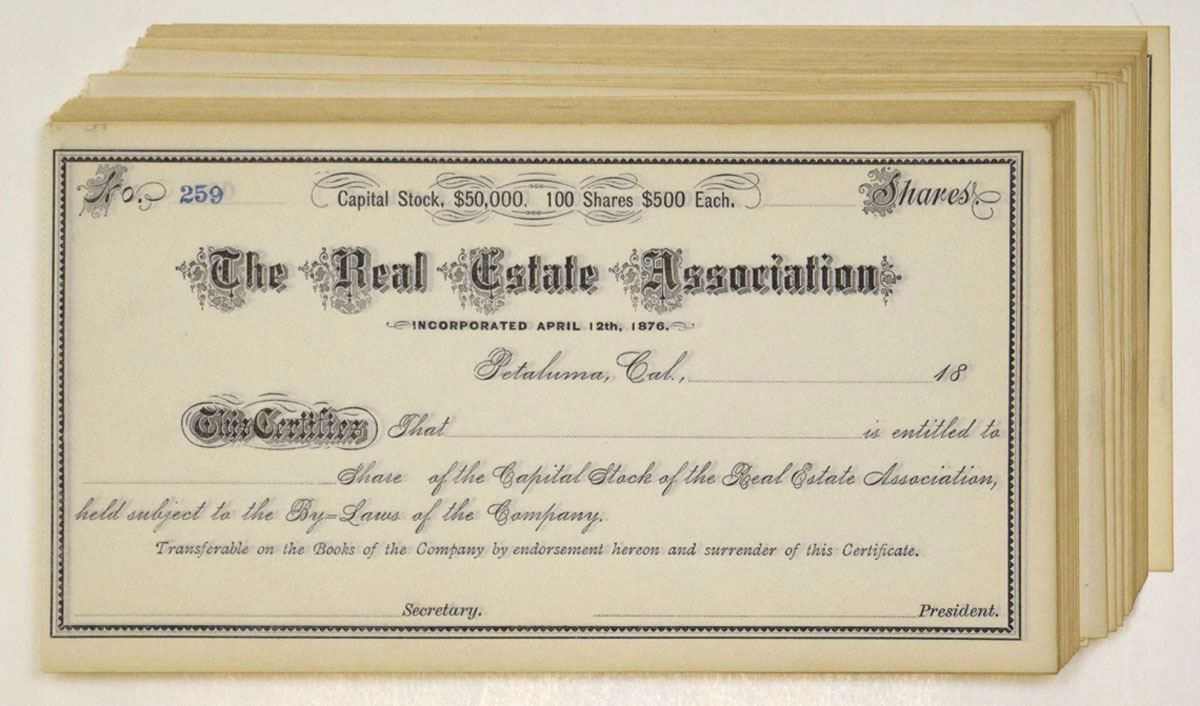 No. 259 Capital Stock, $50,000. 100 Shares $500 Each. Shares.
The Real Estate Association
INCORPORATED APRIL 12th, 1876.
Petaluma, Cal., 18
This Certifies That is entitled to
Share of the Capital Stock of the Real Estate Association,
held subject to the By=Laws of the Company.
Transferable on the Books of the Company by endorsement hereon and surrender of this Certificate.
Secretary. President.